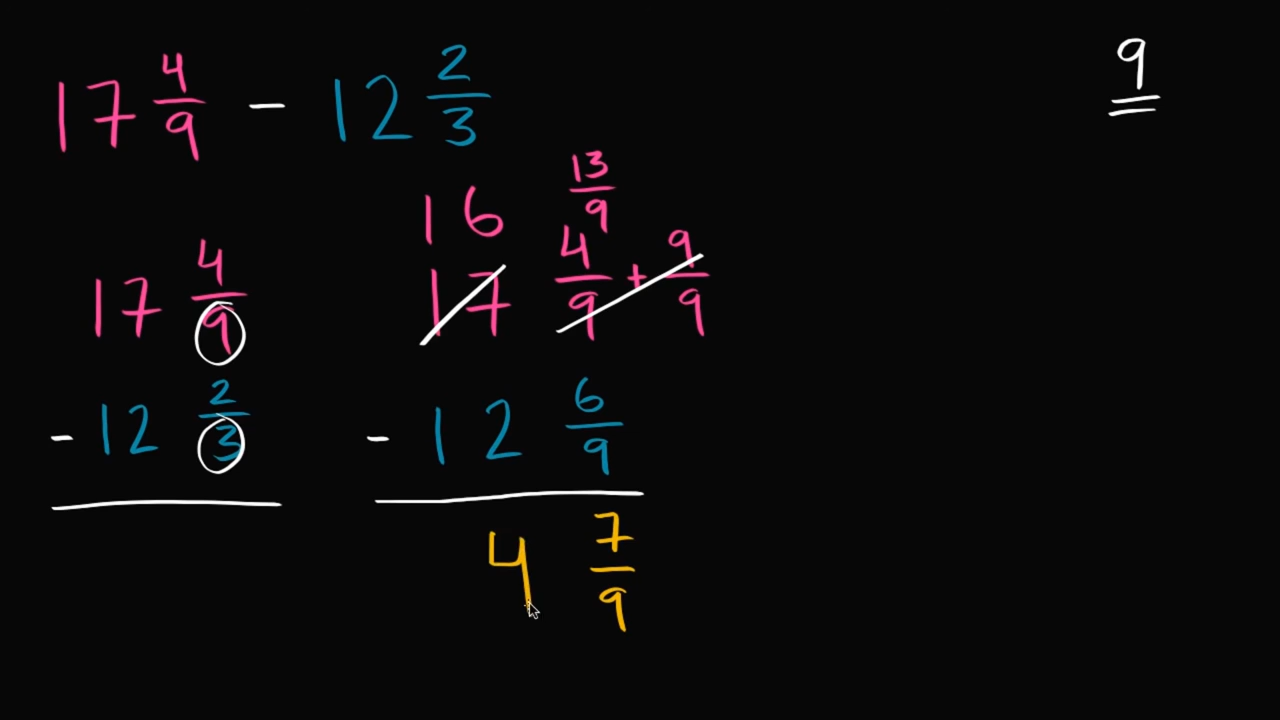 17 4/9 - 12 2/3
9
17 4/9
- 12 2/3
16 13/9
17 4/9 + 9/9
- 12 6/9
4 7/9